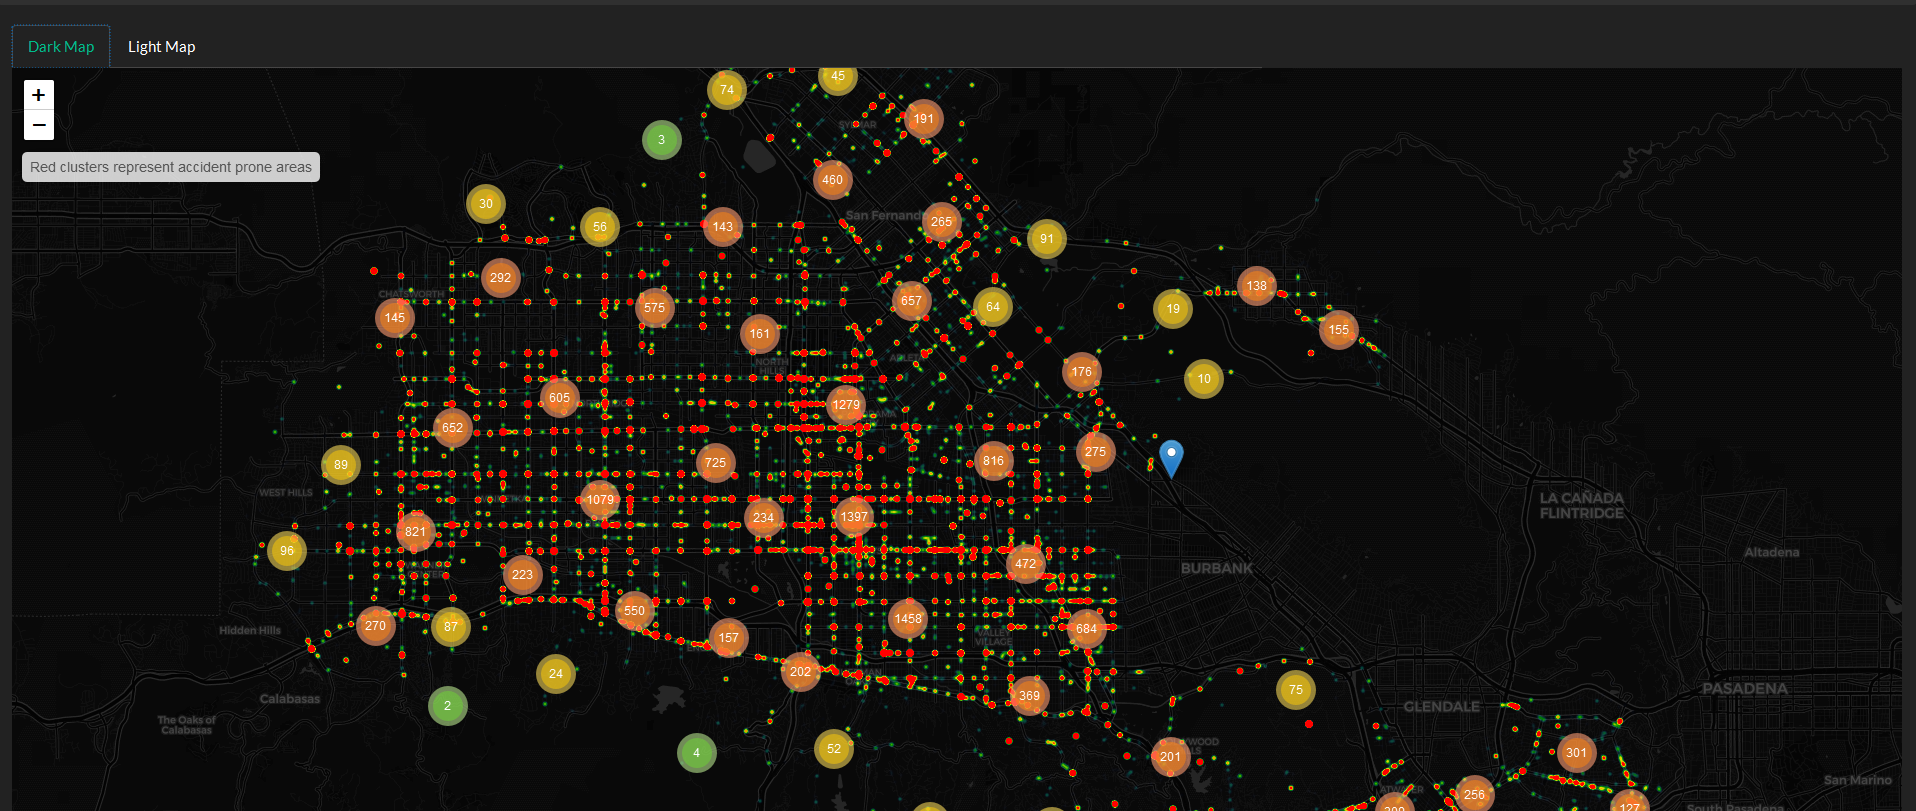 Dark Map
Light Map
+
−
Red clusters represent accident prone areas
45
74
191
3
SYLMAR
460
30
San Fernando
265
56
143
91
292
138
CHATSWORTH
145
575
657
64
19
161
155
NORTH
HILLS
176
10
605
1279
652
89
725
816
275
WEST HILLS
1079
234
1397
LA CAÑADA
FLINTRIDGE
821
96
Altadena
472
BURBANK
223
550
1458
270
87
157
684
Hidden Hills
VALLEY
VILLAGE
202
24
369
75
PASADENA
Calabasas
2
GLENDALE
The Oaks of
Calabasas
4
52
201
301
San Marino
256
127
South Pasadena